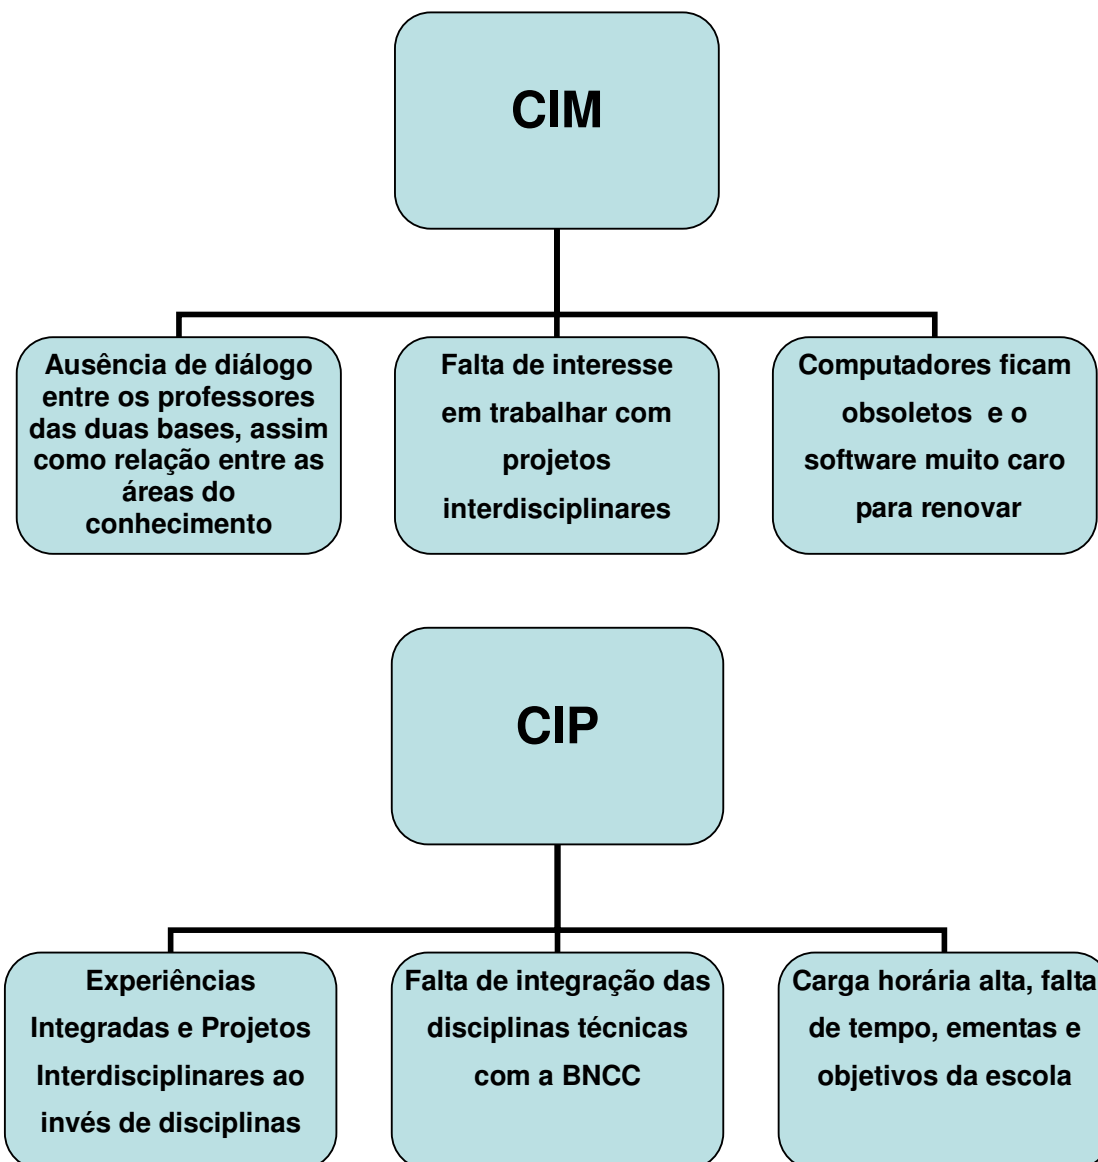 CIM
Ausência de diálogo
entre os professores
das duas bases, assim
como relação entre as
áreas do
conhecimento
Falta de interesse
em trabalhar com
projetos
interdisciplinares
Computadores ficam
obsoletos e o
software muito caro
para renovar
CIP
Experiências
Integradas e Projetos
Interdisciplinares ao
invés de disciplinas
Falta de integração das
disciplinas técnicas
com a BNCC
Carga horária alta, falta
de tempo, ementas e
objetivos da escola